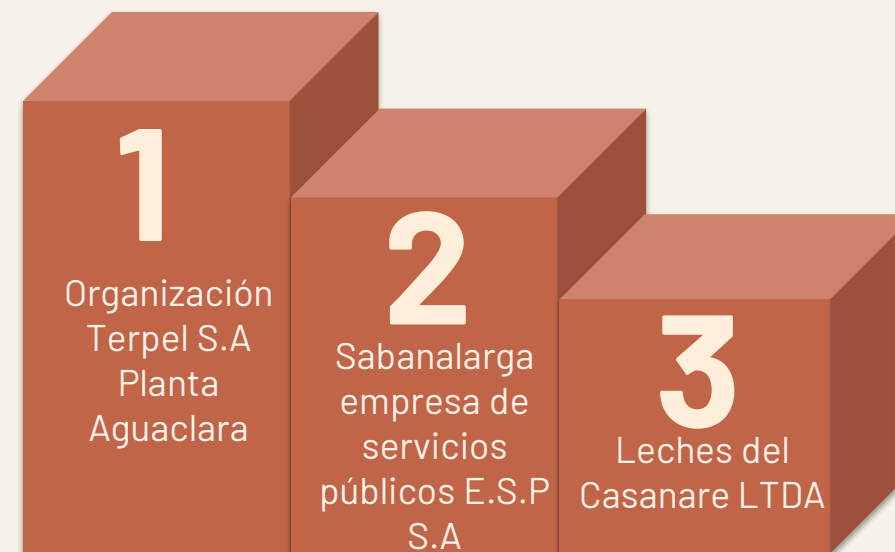 1
Organización
Terpel S.A
Planta
Aguaclara
2
Sabanalarga
empresa de
servicios
públicos E.S.P
S.A
3
Leches del
Casanare LTDA